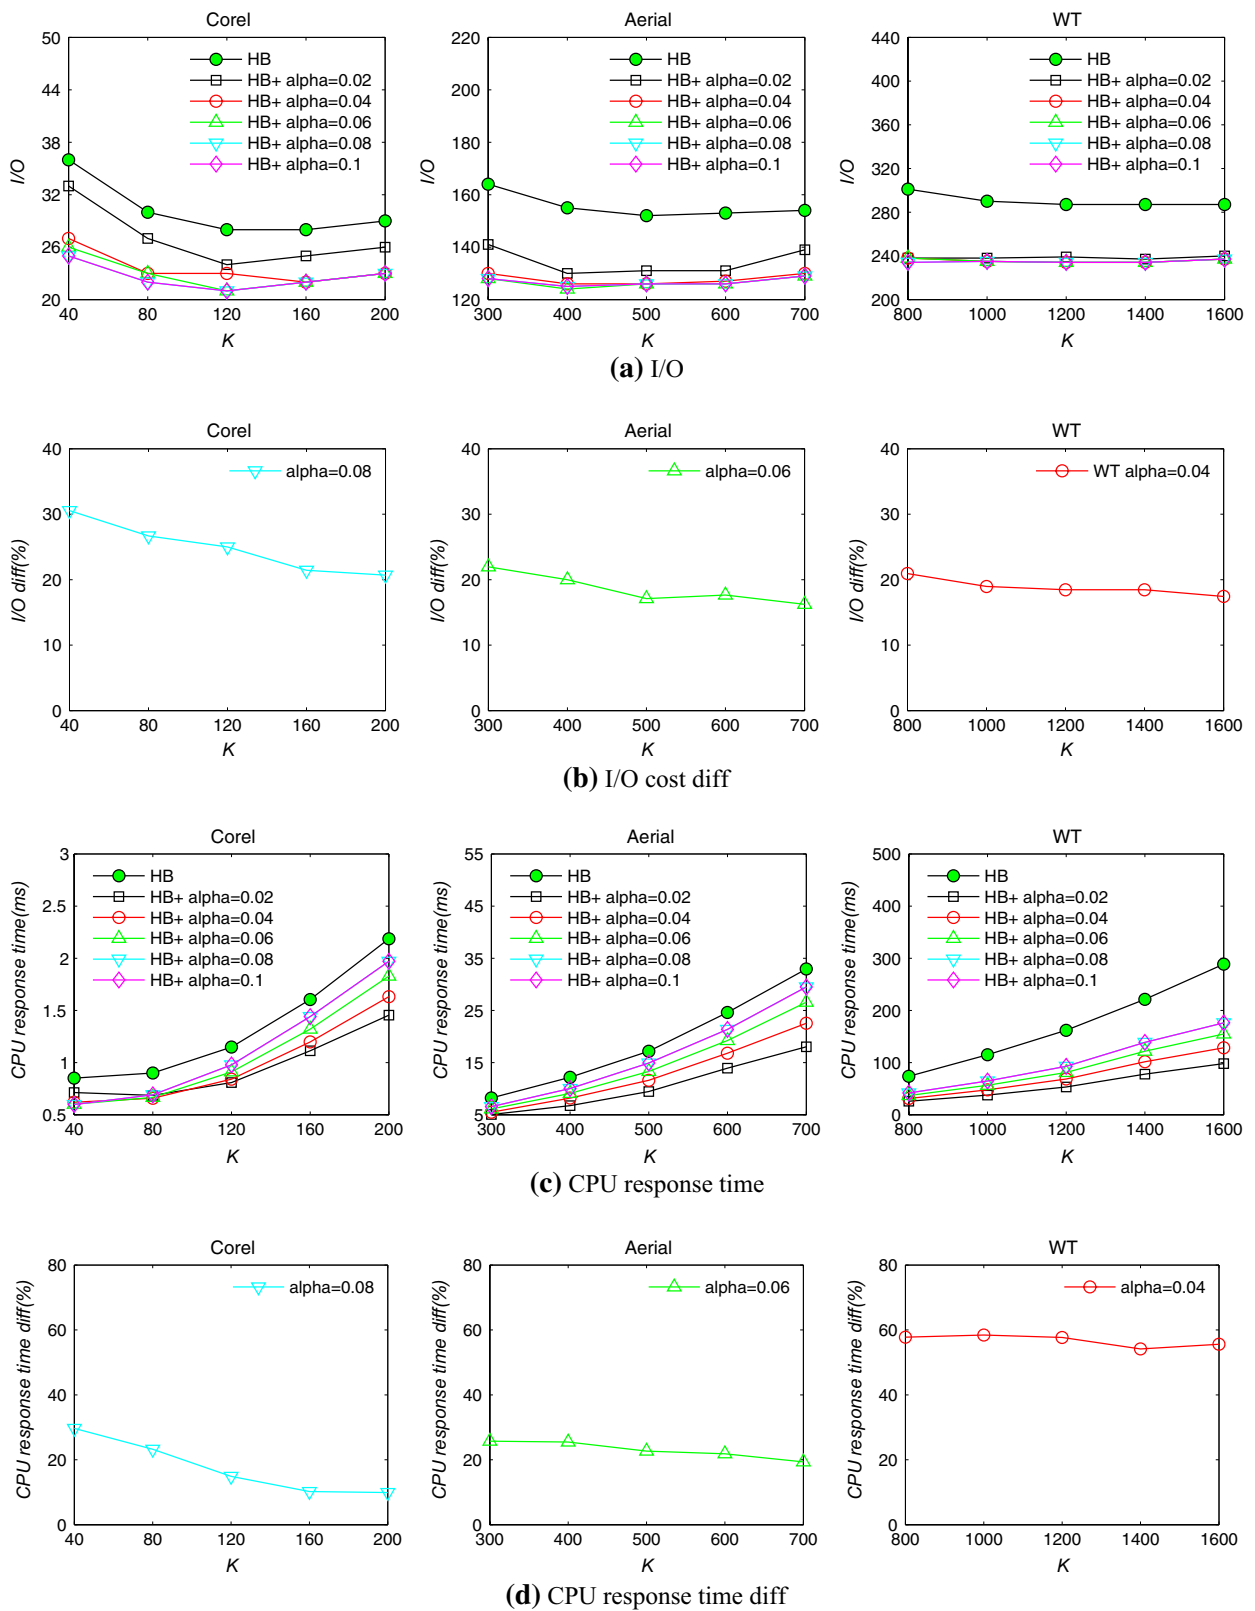 Corel
50
44
38
32
26
20
I/O
HB
HB+ alpha=0.02
HB+ alpha=0.04
HB+ alpha=0.06
HB+ alpha=0.08
HB+ alpha=0.1
40 80 120 160 200
K
Aerial
220
200
180
160
140
120
I/O
HB
HB+ alpha=0.02
HB+ alpha=0.04
HB+ alpha=0.06
HB+ alpha=0.08
HB+ alpha=0.1
300 400 500 600 700
K
WT
440
400
360
320
280
240
200
I/O
HB
HB+ alpha=0.02
HB+ alpha=0.04
HB+ alpha=0.06
HB+ alpha=0.08
HB+ alpha=0.1
800 1000 1200 1400 1600
K
(a) I/O
Corel
40
30
20
10
0
I/O diff(%)
alpha=0.08
40 80 120 160 200
K
Aerial
40
30
20
10
0
I/O diff(%)
alpha=0.06
300 400 500 600 700
K
WT
40
30
20
10
0
I/O diff(%)
WT alpha=0.04
800 1000 1200 1400 1600
K
(b) I/O cost diff
Corel
3
2.5
2
1.5
1
0.5
CPU response time(ms)
HB
HB+ alpha=0.02
HB+ alpha=0.04
HB+ alpha=0.06
HB+ alpha=0.08
HB+ alpha=0.1
40 80 120 160 200
K
Aerial
55
45
35
25
15
5
CPU response time(ms)
HB
HB+ alpha=0.02
HB+ alpha=0.04
HB+ alpha=0.06
HB+ alpha=0.08
HB+ alpha=0.1
300 400 500 600 700
K
WT
500
400
300
200
100
0
CPU response time(ms)
HB
HB+ alpha=0.02
HB+ alpha=0.04
HB+ alpha=0.06
HB+ alpha=0.08
HB+ alpha=0.1
800 1000 1200 1400 1600
K
(c) CPU response time
Corel
80
60
40
20
0
CPU response time diff(%)
alpha=0.08
40 80 120 160 200
K
Aerial
80
60
40
20
0
CPU response time diff(%)
alpha=0.06
300 400 500 600 700
K
WT
80
60
40
20
0
CPU response time diff(%)
alpha=0.04
800 1000 1200 1400 1600
K
(d) CPU response time diff